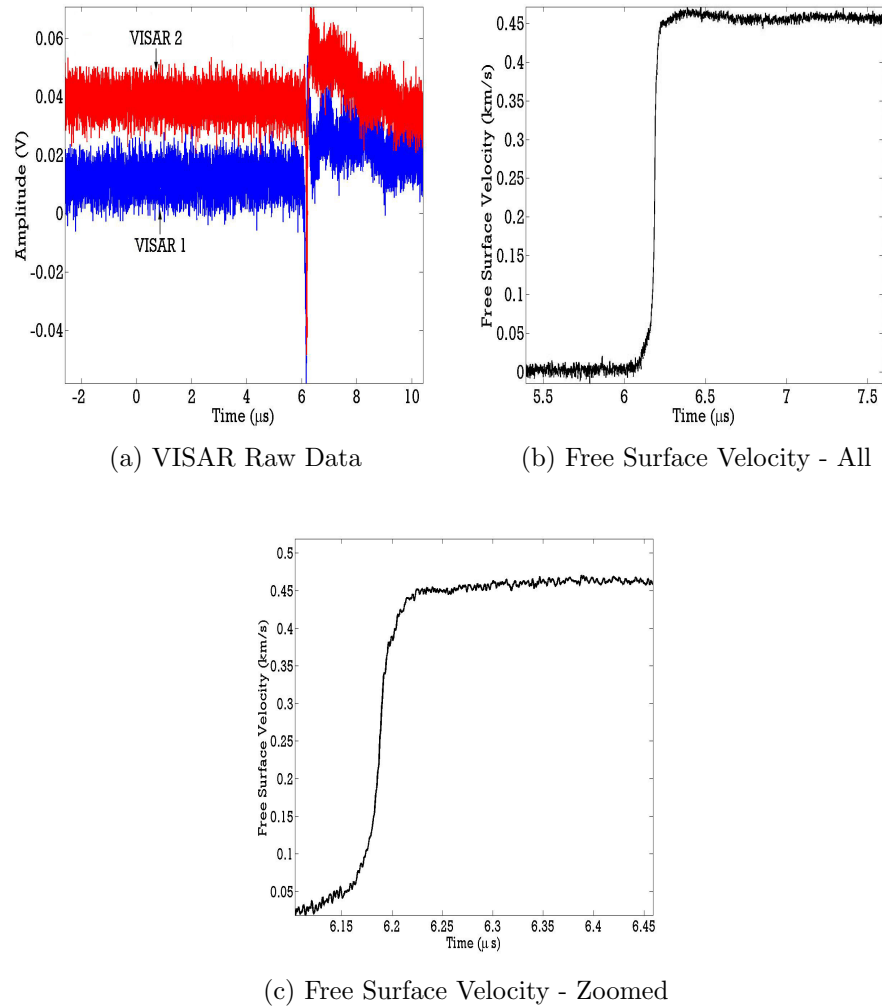 0.06
0.04
0.02
0
-0.02
-0.04
Amplitude (V)
VISAR 2
VISAR 1
-2 0 2 4 6 8 10
Time (μs)
(a) VISAR Raw Data
0.45
0.4
0.35
0.3
0.25
0.2
0.15
0.1
0.05
0
Free Surface Velocity (km/s)
5.5 6 6.5 7 7.5
Time (μs)
(b) Free Surface Velocity - All
0.5
0.45
0.4
0.35
0.3
0.25
0.2
0.15
0.1
0.05
Free Surface Velocity (km/s)
6.15 6.2 6.25 6.3 6.35 6.4 6.45
Time (μ s)
(c) Free Surface Velocity - Zoomed